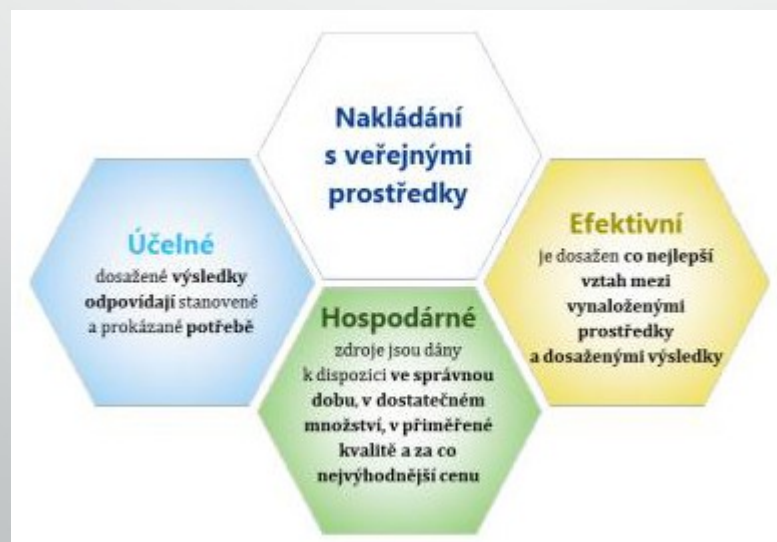 Nakládání
s veřejnými
prostředky
Účelné
dosažené výsledky
odpovídají stanovené
a prokázané potřebě
Hospodárné
zdroje jsou dány
k dispozici ve správnou
dobu, v dostatečném
množství, v přiměřené
kvalitě a za co
nejvýhodnější cenu
Efektivní
je dosažen co nejlepší
vztah mezi
vynaloženými
prostředky
a dosaženými výsledky